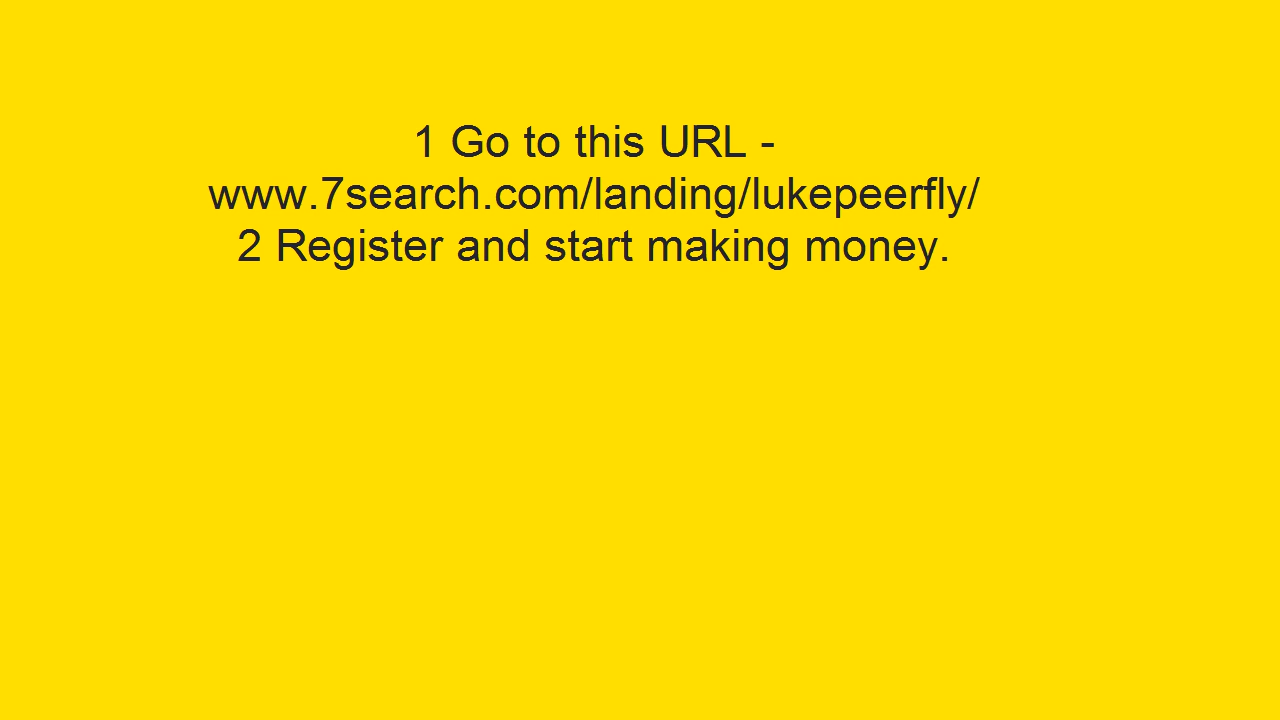 1 Go to this URL -
www.7search.com/landing/lukepeerfly/
2 Register and start making money.